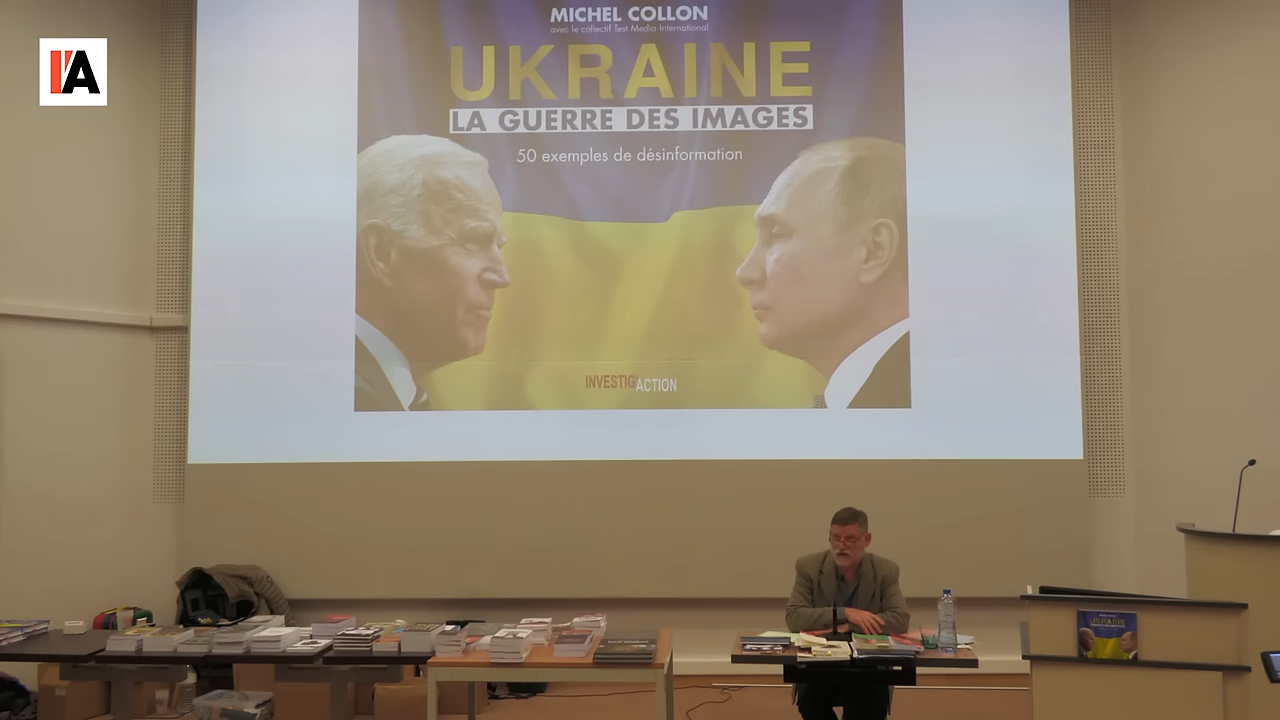 I'A
MICHEL COLLON
avec le collectif Test Media International
UKRAINE
LA GUERRE DES IMAGES
50 exemples de désinformation
INVESTIG'ACTION